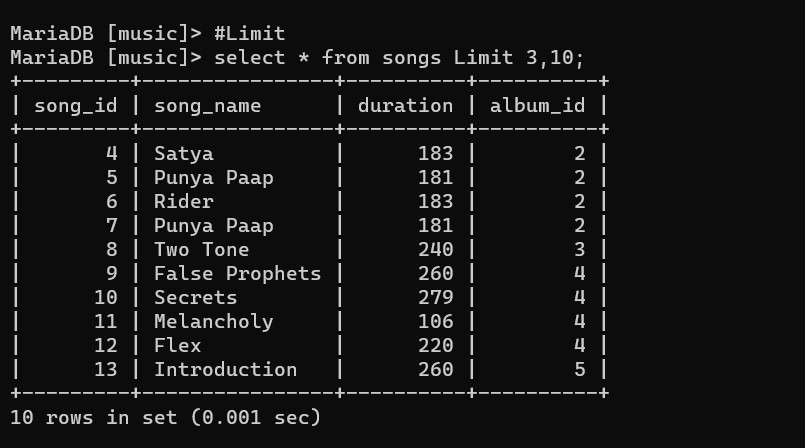 MariaDB [music]> #Limit
MariaDB [music]> select * from songs Limit 3,10;
+---------+----------------+----------+----------+
| song_id | song_name      | duration | album_id |
+---------+----------------+----------+----------+
|       4 | Satya          |      183 |        2 |
|       5 | Punya Paap     |      181 |        2 |
|       6 | Rider          |      183 |        2 |
|       7 | Punya Paap     |      181 |        2 |
|       8 | Two Tone       |      240 |        3 |
|       9 | False Prophets |      260 |        4 |
|      10 | Secrets        |      279 |        4 |
|      11 | Melancholy     |      106 |        4 |
|      12 | Flex           |      220 |        4 |
|      13 | Introduction   |      260 |        5 |
+---------+----------------+----------+----------+
10 rows in set (0.001 sec)